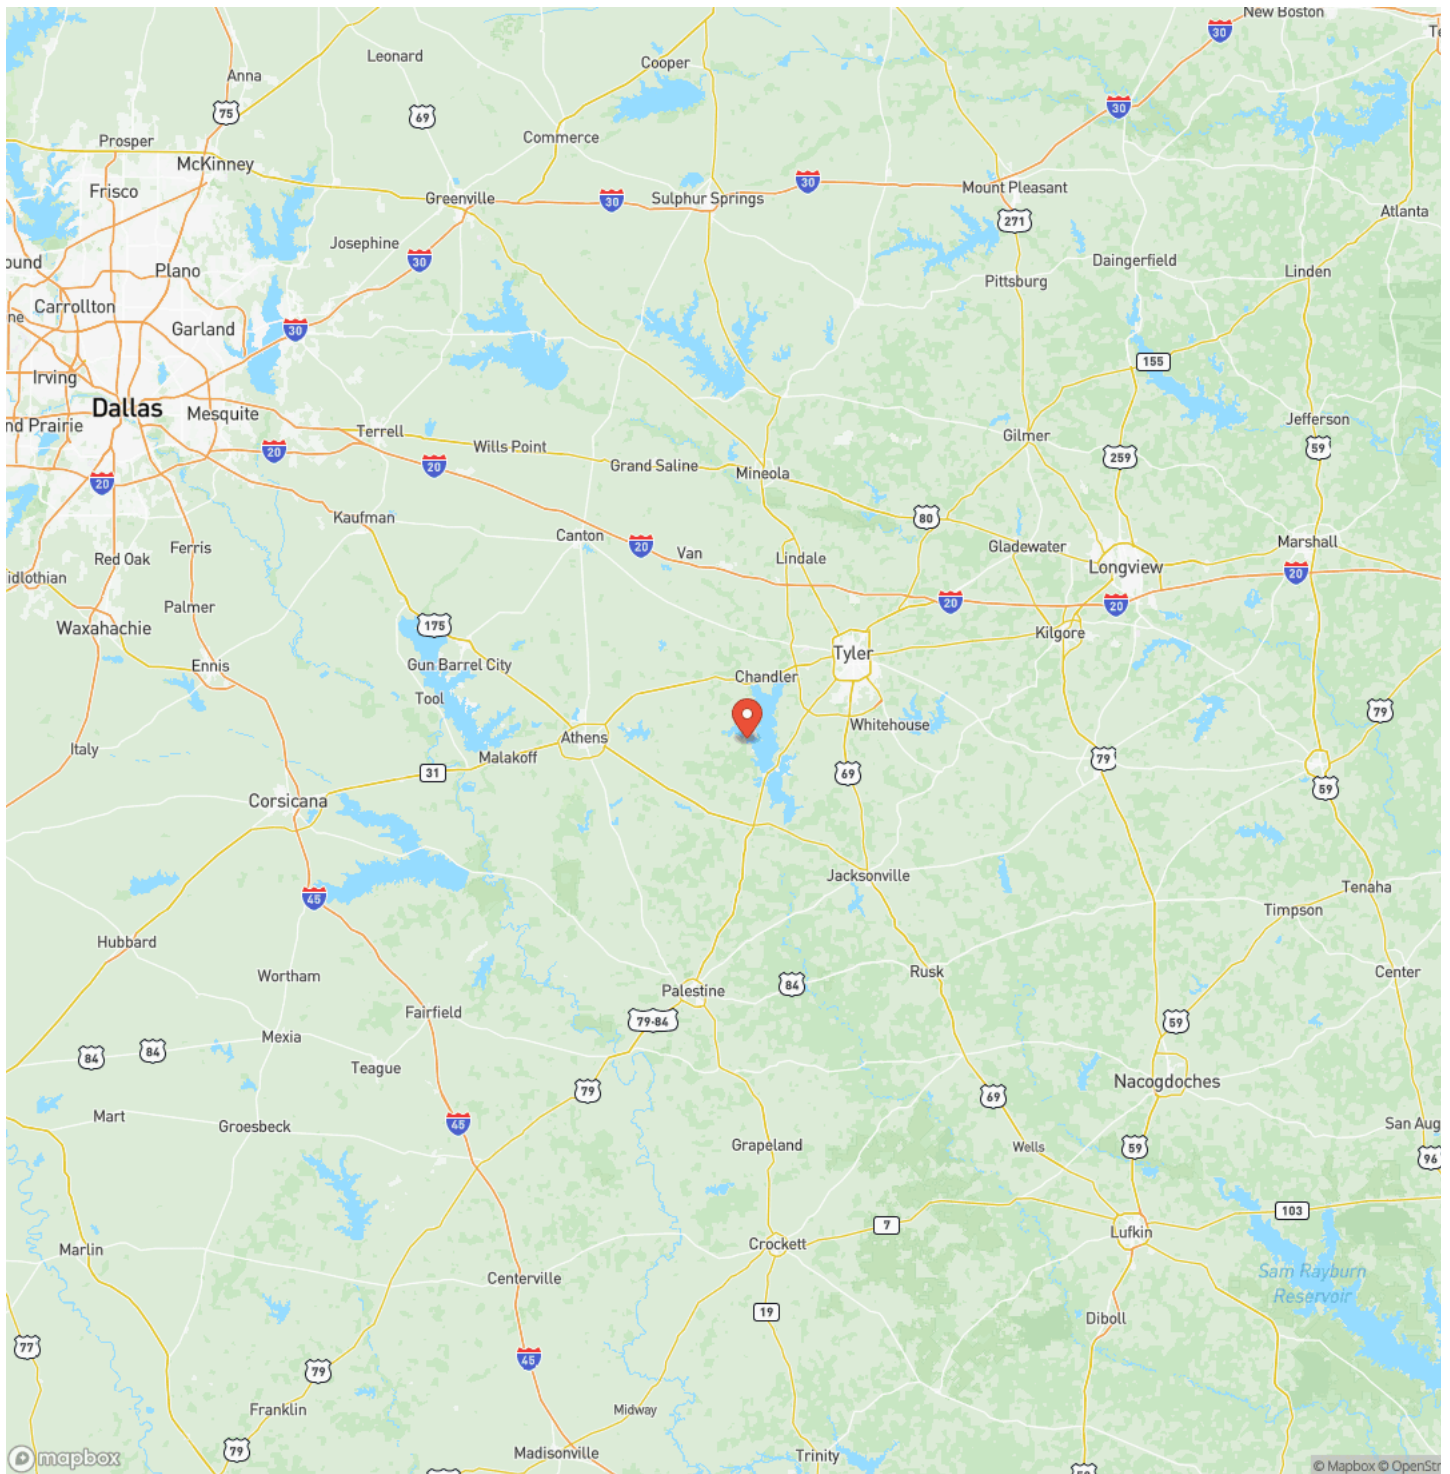 New Boston
30
Te
Leonard
Cooper
Anna
75
69
30
Commerce
Prosper
McKinney
Frisco
30
Mount Pleasant
Greenville
30
Sulphur Springs
271
Atlanta
Josephine
30
Daingerfield
Linden
ound
Plano
Pittsburg
Carrollton
ne
Garland
30
155
Irving
Dallas
Mesquite
nd Prairie
Terrell
Jefferson
Wills Point
Gilmer
59
20
20
Grand Saline
259
20
Mineola
Kaufman
80
Canton
20
Van
Lindale
Gladewater
Marshall
Red Oak
Ferris
Longview
20
idlothian
Palmer
20
20
Waxahachie
175
Kilgore
Tyler
Ennis
Gun Barrel City
Chandler
Tool
79
Whitehouse
Italy
Athens
Malakoff
79
31
69
59
Corsicana
Jacksonville
Tenaha
45
Timpson
Hubbard
Wortham
Rusk
Center
84
Palestine
Fairfield
79-84
59
Mexia
84
84
Teague
Nacogdoches
79
69
Mart
Groesbeck
45
San Aug
Grapeland
Wells
59
96
103
7
Lufkin
Marlin
Crockett
Centerville
Sam Rayburn
Reservoir
19
Diboll
77
45
79
Franklin
Midway
79
Madisonville
Trinity
mapbox
© Mapbox © OpenStr